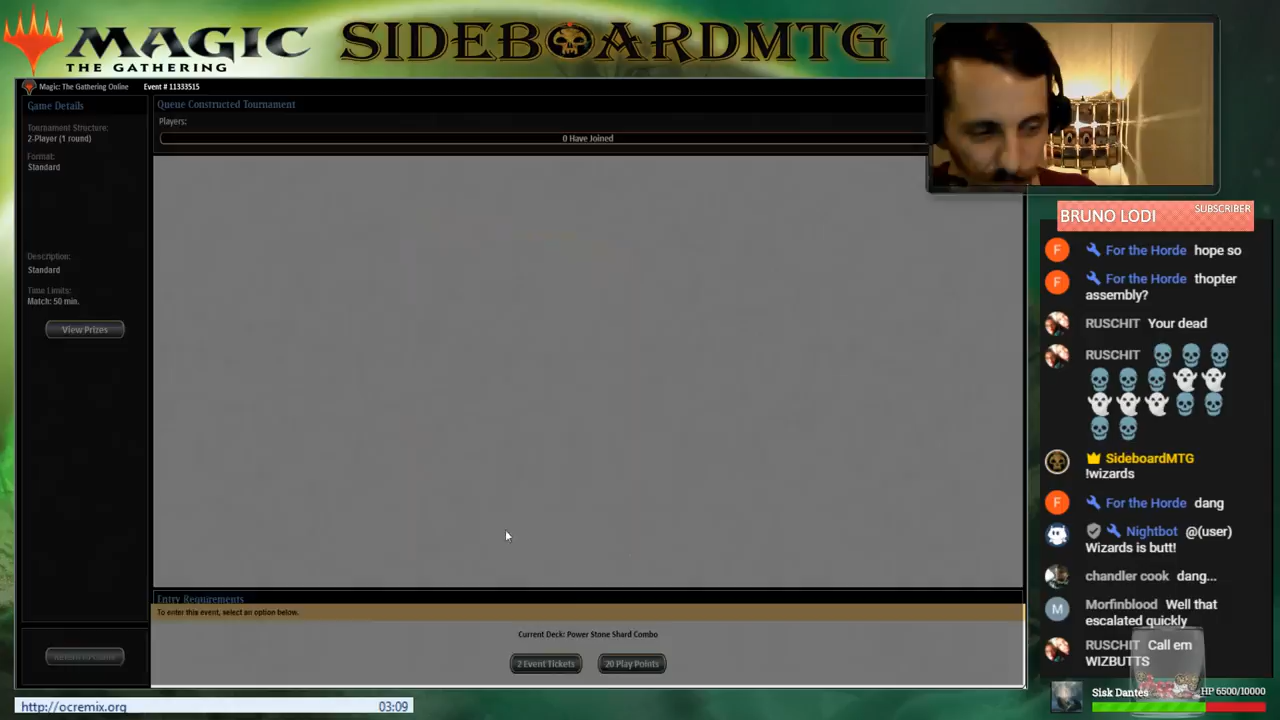 MAGIC
THE GATHERING
SIDEBOARDMTG
Magic: The Gathering Online Event # 11333515
Game Details
Tournament Structure:
2-Player (1 round)
Format:
Standard
Description:
Standard
Time Limits:
Match: 50 min.
View Prizes
Queue Constructed Tournament
Players:
0 Have Joined
Entry Requirements
To enter this event, select an option below.
Current Deck: Power Stone Shard Combo
2 Event Tickets 20 Play Points
http://ocremix.org 03:09
BRUNO LODI SUBSCRIBER
F For the Horde hope so
F For the Horde thopter
assembly?
RUSCHIT Your dead
RUSCHIT
SideboardMTG
!wizards
F For the Horde dang
Nightbot @(user)
Wizards is butt!
chandler cook dang...
M Morfinblood Well that
escalated quickly
RUSCHIT Call em
WIZBUTTS
Sisk Dantes HP 6500/10000